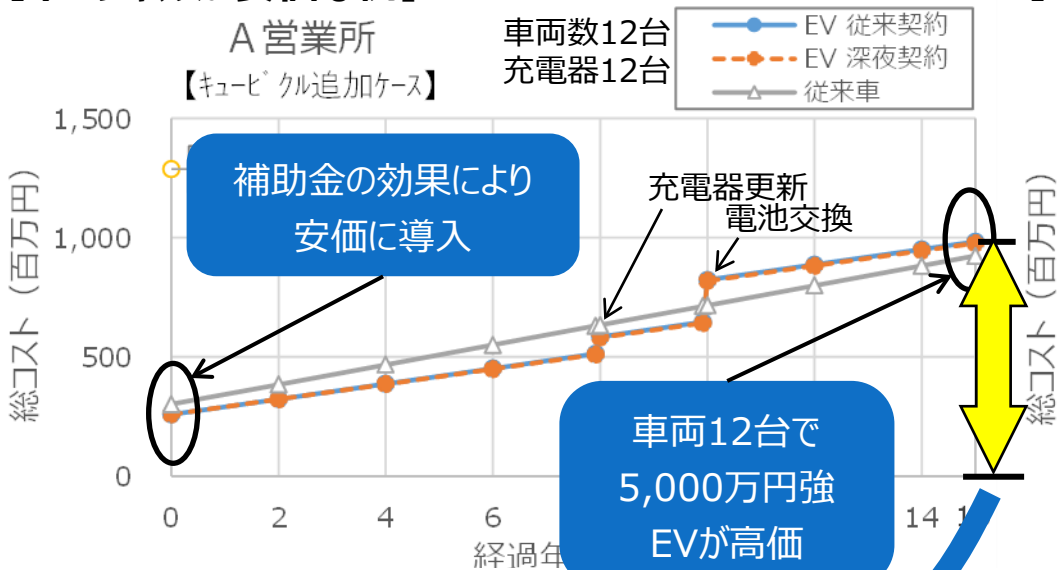 A営業所
【キュービクル追加ケース】
車両数12台
充電器12台
EV 従来契約
EV 深夜契約
従来車
1,500
1,000
500
0
総コスト（百万円）
補助金の効果により
安価に導入
充電器更新
電池交換
車両12台で
5,000万円強
EVが高価
0
2
4
6
14
経過年
総コスト（百万円）